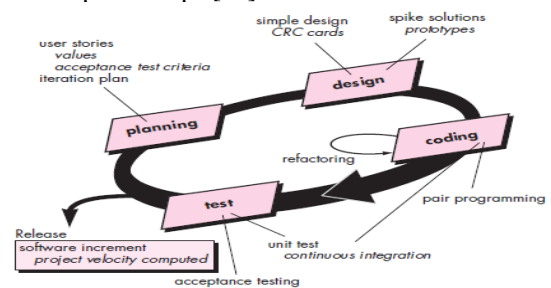 simple design
CRC cards
spike solutions
prototypes
user stories
values
acceptance test criteria
iteration plan
design
planning
coding
refactoring
test
pair programming
Release
software increment
project velocity computed
unit test
continuous integration
acceptance testing